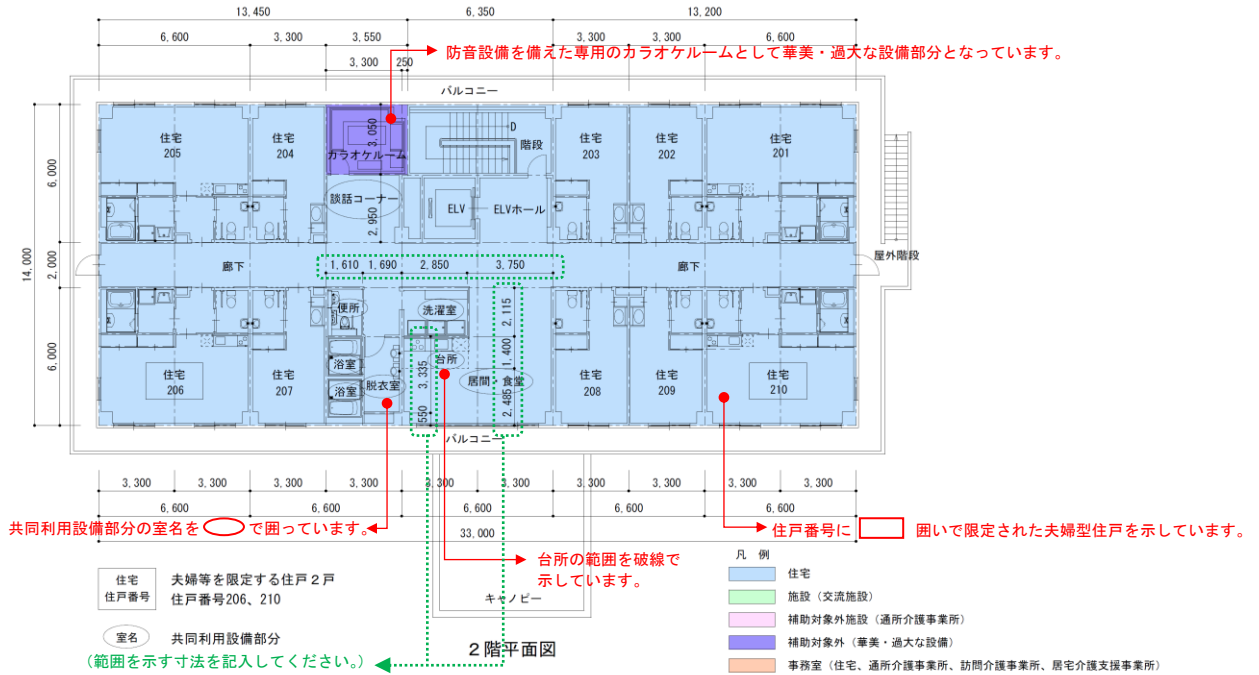 13,450 6,350 13,200
6,600 3,300 3,550 3,300 3,300 6,600
防音設備を備えた専用のカラオケルームとして華美・過大な設備部分となっています。
3,300 250
バルコニー
住宅
205
住宅
204
3,050
カラオケルーム
D
階段
住宅
203
住宅
202
住宅
201
6,000
談話コーナー
ELV
ELVホール
2,950
14,000
2,000
廊下
1,610 1,690 2,850 3,750
廊下
屋外階段
便所
洗濯室
2,115
台所
1,400
浴室
3,335
6,000
住宅
206
住宅
207
浴室
脱衣室
居間・食堂
2,485
550
住宅
208
住宅
209
住宅
210
バルコニー
3,300 3,300 3,300 3,300 3,300 3,300 3,300 3,300 3,300 3,300
6,600 6,600 6,600 6,600 6,600
33,000
共同利用設備部分の室名を で囲っています。
住戸番号に 囲いで限定された夫婦型住戸を示しています。
台所の範囲を破線で
示しています。
キャノピー
住宅
住戸番号
夫婦等を限定する住戸2戸
住戸番号206、210
室名 共同利用設備部分
(範囲を示す寸法を記入してください。)
2階平面図
凡 例
住宅
施設(交流施設)
補助対象外施設(通所介護事業所)
補助対象外(華美・過大な設備)
事務室(住宅、通所介護事業所、訪問介護事業所、居宅介護支援事業所)